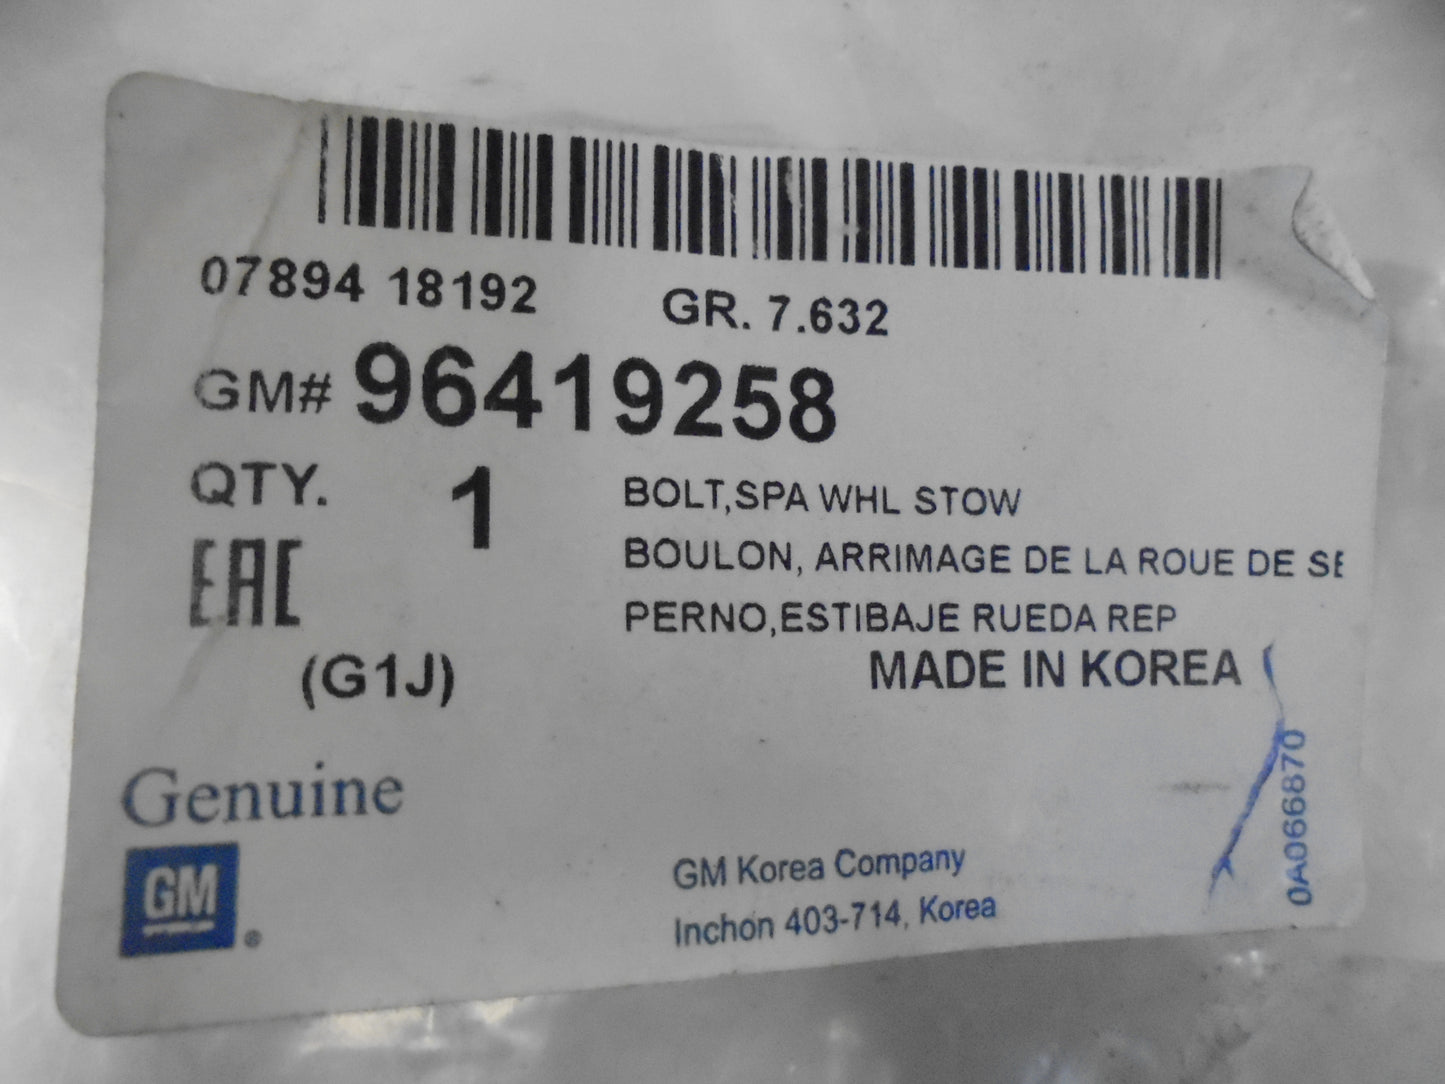 07894 18192 GR. 7.632
GM# 96419258
QTY. 1
BOLT,SPA WHL STOW
BOULON, ARRIMAGE DE LA ROUE DE SE
PERNO,ESTIBAJE RUEDA REP
EAC
(G1J)
MADE IN KOREA
Genuine
GM ®
GM Korea Company
Inchon 403-714, Korea
0A066870